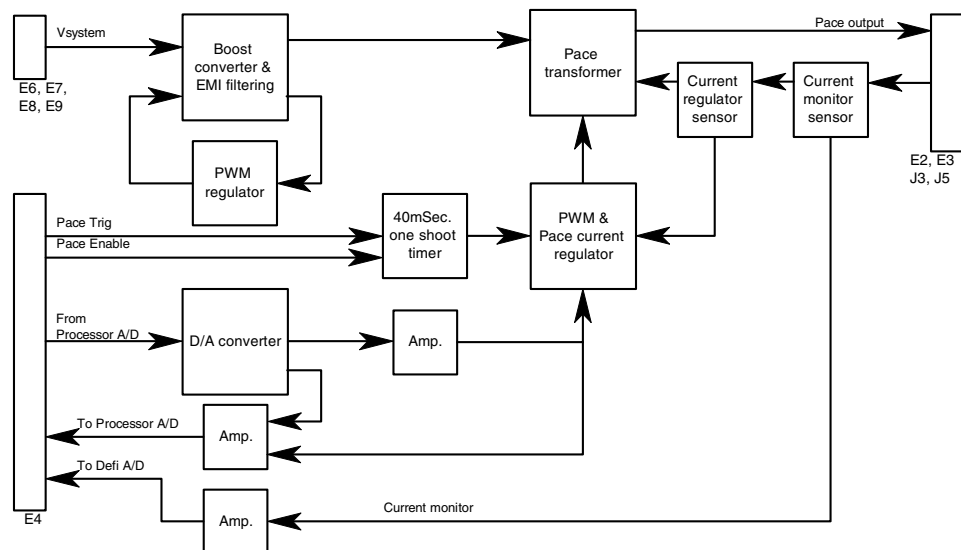 Vsystem
E6, E7,
E8, E9
Boost
converter &
EMI filtering
PWM
regulator
Pace
transformer
Pace output
Current
regulator
sensor
Current
monitor
sensor
E2, E3
J3, J5
Pace Trig
Pace Enable
40mSec.
one shoot
timer
PWM &
Pace current
regulator
From
Processor A/D
D/A converter
Amp.
To Processor A/D
Amp.
To Defi A/D
Amp.
Current monitor
E4